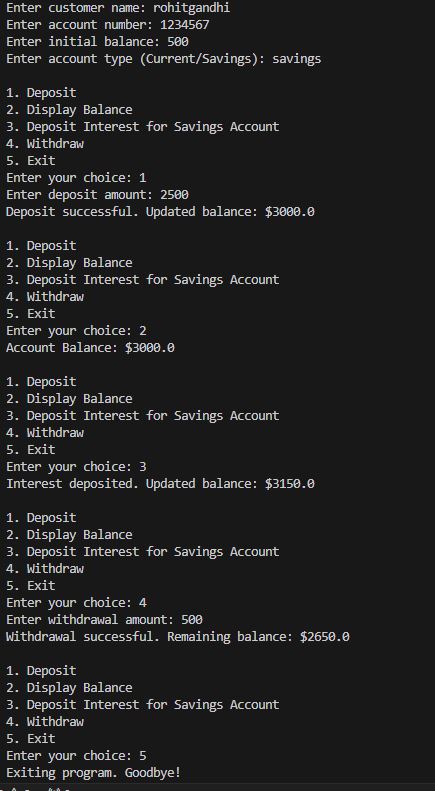 Enter customer name: rohitgandhi
Enter account number: 1234567
Enter initial balance: 500
Enter account type (Current/Savings): savings
1. Deposit
2. Display Balance
3. Deposit Interest for Savings Account
4. Withdraw
5. Exit
Enter your choice: 1
Enter deposit amount: 2500
Deposit successful. Updated balance: $3000.0
1. Deposit
2. Display Balance
3. Deposit Interest for Savings Account
4. Withdraw
5. Exit
Enter your choice: 2
Account Balance: $3000.0
1. Deposit
2. Display Balance
3. Deposit Interest for Savings Account
4. Withdraw
5. Exit
Enter your choice: 3
Interest deposited. Updated balance: $3150.0
1. Deposit
2. Display Balance
3. Deposit Interest for Savings Account
4. Withdraw
5. Exit
Enter your choice: 4
Enter withdrawal amount: 500
Withdrawal successful. Remaining balance: $2650.0
1. Deposit
2. Display Balance
3. Deposit Interest for Savings Account
4. Withdraw
5. Exit
Enter your choice: 5
Exiting program. Goodbye!